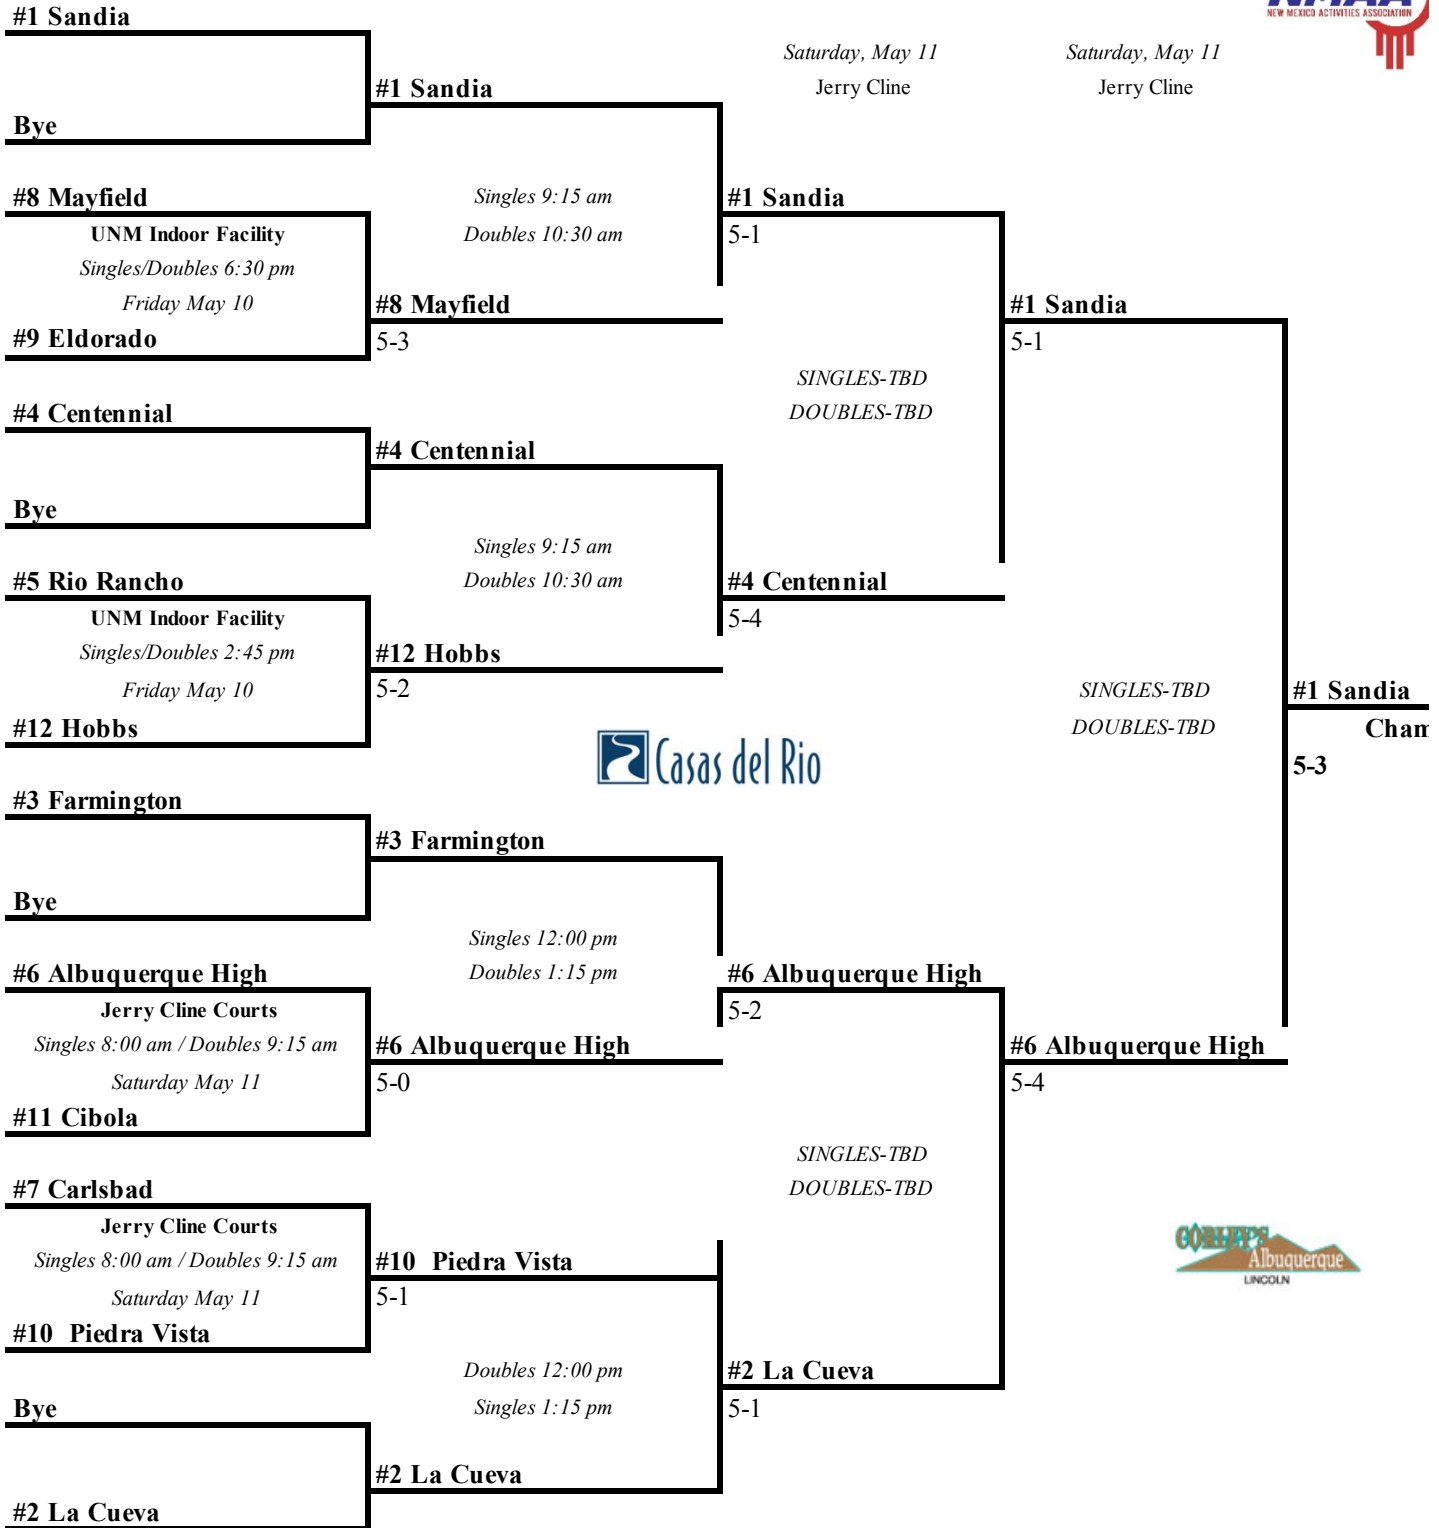 #1 Sandia
NEW MEXICO ACTIVITIES ASSOCIATION
Saturday, May 11
Saturday, May 11
#1 Sandia
Jerry Cline
Jerry Cline
Bye
#8 Mayfield
Singles 9:15 am
#1 Sandia
UNM Indoor Facility
Doubles 10:30 am
5-1
Singles/Doubles 6:30 pm
Friday May 10
#8 Mayfield
#1 Sandia
#9 Eldorado
5-3
5-1
SINGLES-TBD
#4 Centennial
DOUBLES-TBD
#4 Centennial
Bye
Singles 9:15 am
#5 Rio Rancho
Doubles 10:30 am
#4 Centennial
UNM Indoor Facility
5-4
Singles/Doubles 2:45 pm
#12 Hobbs
Friday May 10
5-2
SINGLES-TBD
#1 Sandia
#12 Hobbs
DOUBLES-TBD
Cham
Casas del Rio
5-3
#3 Farmington
#3 Farmington
Bye
Singles 12:00 pm
#6 Albuquerque High
Doubles 1:15 pm
#6 Albuquerque High
Jerry Cline Courts
5-2
Singles 8:00 am / Doubles 9:15 am
#6 Albuquerque High
#6 Albuquerque High
Saturday May 11
5-0
5-4
#11 Cibola
SINGLES-TBD
#7 Carlsbad
DOUBLES-TBD
Jerry Cline Courts
CORLEY'S
Singles 8:00 am / Doubles 9:15 am
#10 Piedra Vista
Albuquerque
LINCOLN
Saturday May 11
5-1
#10 Piedra Vista
Doubles 12:00 pm
#2 La Cueva
Bye
Singles 1:15 pm
5-1
#2 La Cueva
#2 La Cueva